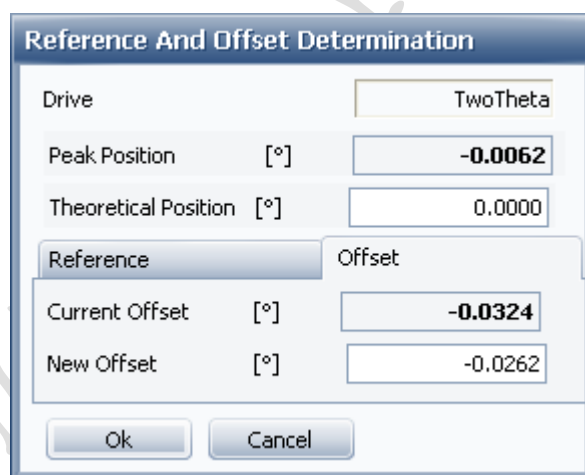 Reference And Offset Determination
Drive TwoTheta
Peak Position [°] -0.0062
Theoretical Position [°] 0.0000
Reference Offset
Current Offset [°] -0.0324
New Offset [°] -0.0262
Ok Cancel